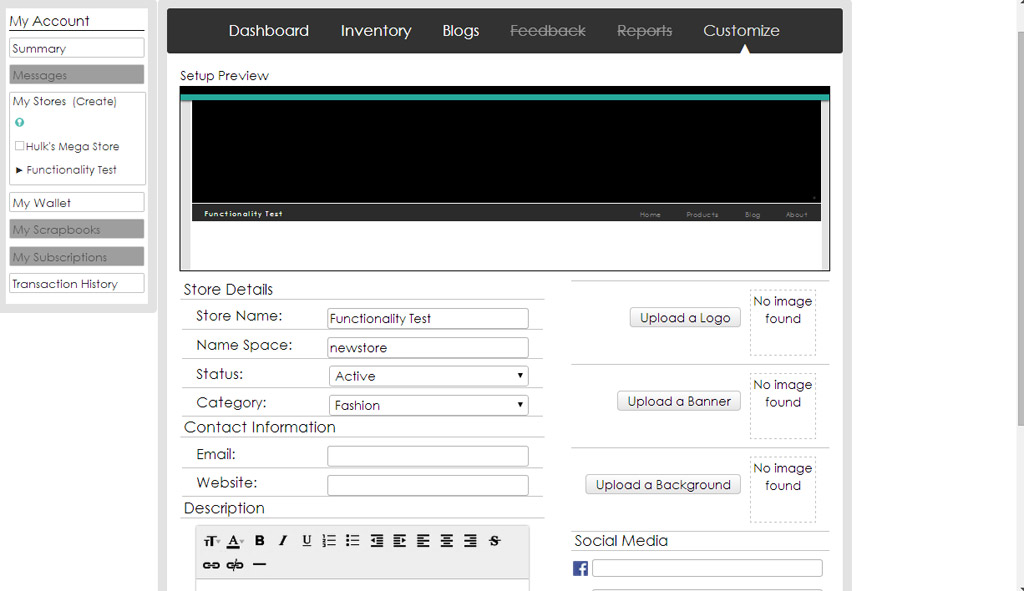 My Account
Summary
Messages
My Stores (Create)
Hulk's Mega Store
► Functionality Test
My Wallet
My Scrapbooks
My Subscriptions
Transaction History
Dashboard Inventory Blogs Feedback Reports Customize
Setup Preview
Functionality Test Home Products Blog About
Store Details
Store Name: Functionality Test
Name Space: newstore
Status: Active
Category: Fashion
Contact Information
Email:
Website:
Description
Upload a Logo
No image
found
Upload a Banner
No image
found
Upload a Background
No image
found
Social Media